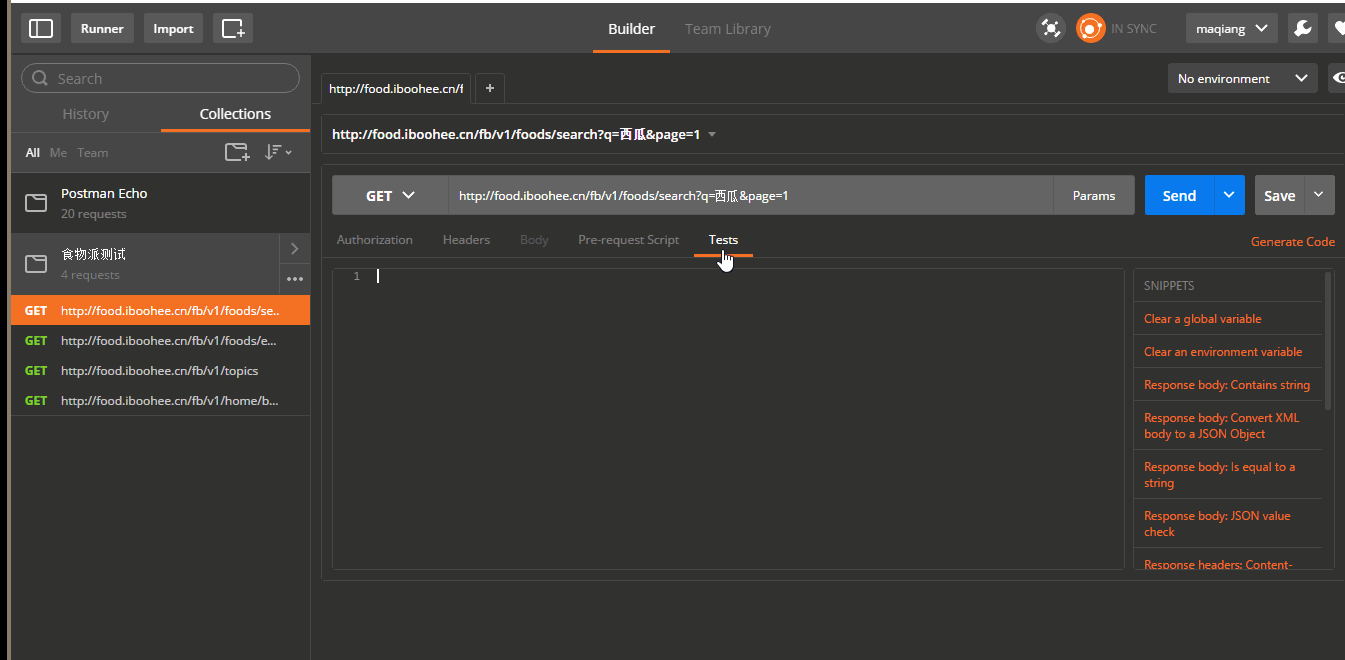 Runner Import Builder Team Library IN SYNC maqiang
Search
http://food.iboohee.cn/f + No environment
History Collections
http://food.iboohee.cn/fb/v1/foods/search?q=西瓜&page=1
All Me Team
Postman Echo
20 requests
GET http://food.iboohee.cn/fb/v1/foods/search?q=西瓜&page=1 Params Send Save
Authorization Headers Body Pre-request Script Tests Generate Code
食物派测试
4 requests
GET http://food.iboohee.cn/fb/v1/foods/se..
GET http://food.iboohee.cn/fb/v1/foods/e...
GET http://food.iboohee.cn/fb/v1/topics
GET http://food.iboohee.cn/fb/v1/home/b...
1
SNIPPETS
Clear a global variable
Clear an environment variable
Response body: Contains string
Response body: Convert XML
body to a JSON Object
Response body: Is equal to a
string
Response body: JSON value
check
Response headers: Content-